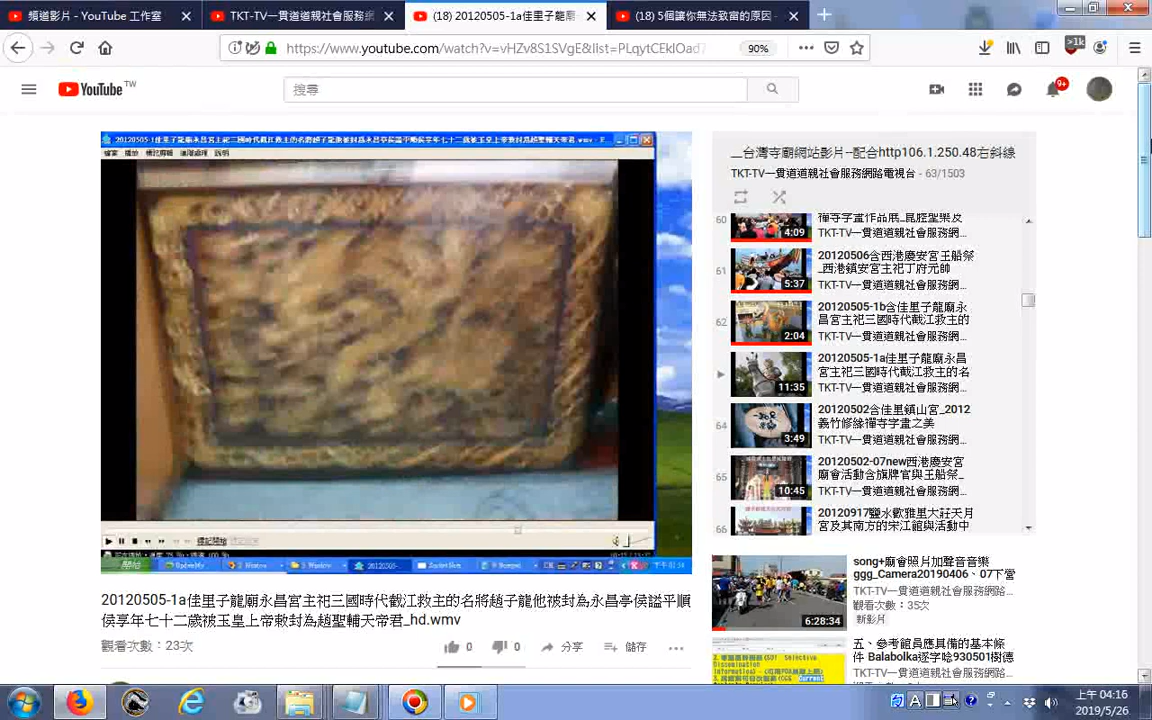 頻道影片 - YouTube 工作室
TKT-TV一貫道道親社會服務網
(18) 20120505-1a佳里子龍廟
(18) 5個讓你無法致富的原因 -
https://www.youtube.com/watch?v=vHZv8S1SVgE&list=PLqytCEkIOad7
90%
>1k
YouTube TW
搜尋
9+
20120505-1a佳里子龍廟永昌宮主祀三國時代截江救主的名將趙子龍他被封為永昌亭侯諡平順侯享年七十二歲被玉皇上帝敕封為趙聖輔天帝君_hd.wmv
觀看次數：23次
0
0
分享
儲存
二台灣寺廟網站影片--配合http106.1.250.48右斜線
TKT-TV一貫道道親社會服務網路電視台 - 63/1503
60
4:09
禪寺字畫作品展_崑腔聖樂及
TKT-TV一貫道道親社會服務網...
61
5:37
20120506含西港慶安宮王船祭
_西港鎮安宮主祀丁府元帥
TKT-TV一貫道道親社會服務網...
62
2:04
20120505-1b含佳里子龍廟永
昌宮主祀三國時代截江救主的
TKT-TV一貫道道親社會服務網...
11:35
20120505-1a佳里子龍廟永昌
宮主祀三國時代截江救主的名
TKT-TV一貫道道親社會服務網...
64
3:49
20120502含佳里鎮山宮_2012
義竹修緣禪寺字畫之美
TKT-TV一貫道道親社會服務網...
65
10:45
20120502-07new西港慶安宮
廟會活動含旗牌官與王船祭_
TKT-TV一貫道道親社會服務網...
66
20120917鹽水歡雅里大註天月
宮及其南方的宋江館與活動中
6:28:34
song+廟會照片加聲音音樂
ggg_Camera20190406、07下營
TKT-TV一貫道道親社會服務...
觀看次數：35次
新影片
五、參考館員應具備的基本條
件 Balabolka逐字唸930501樹德
TKT-TV一貫道道親社會服務網...
上午 04:16
2019/5/26